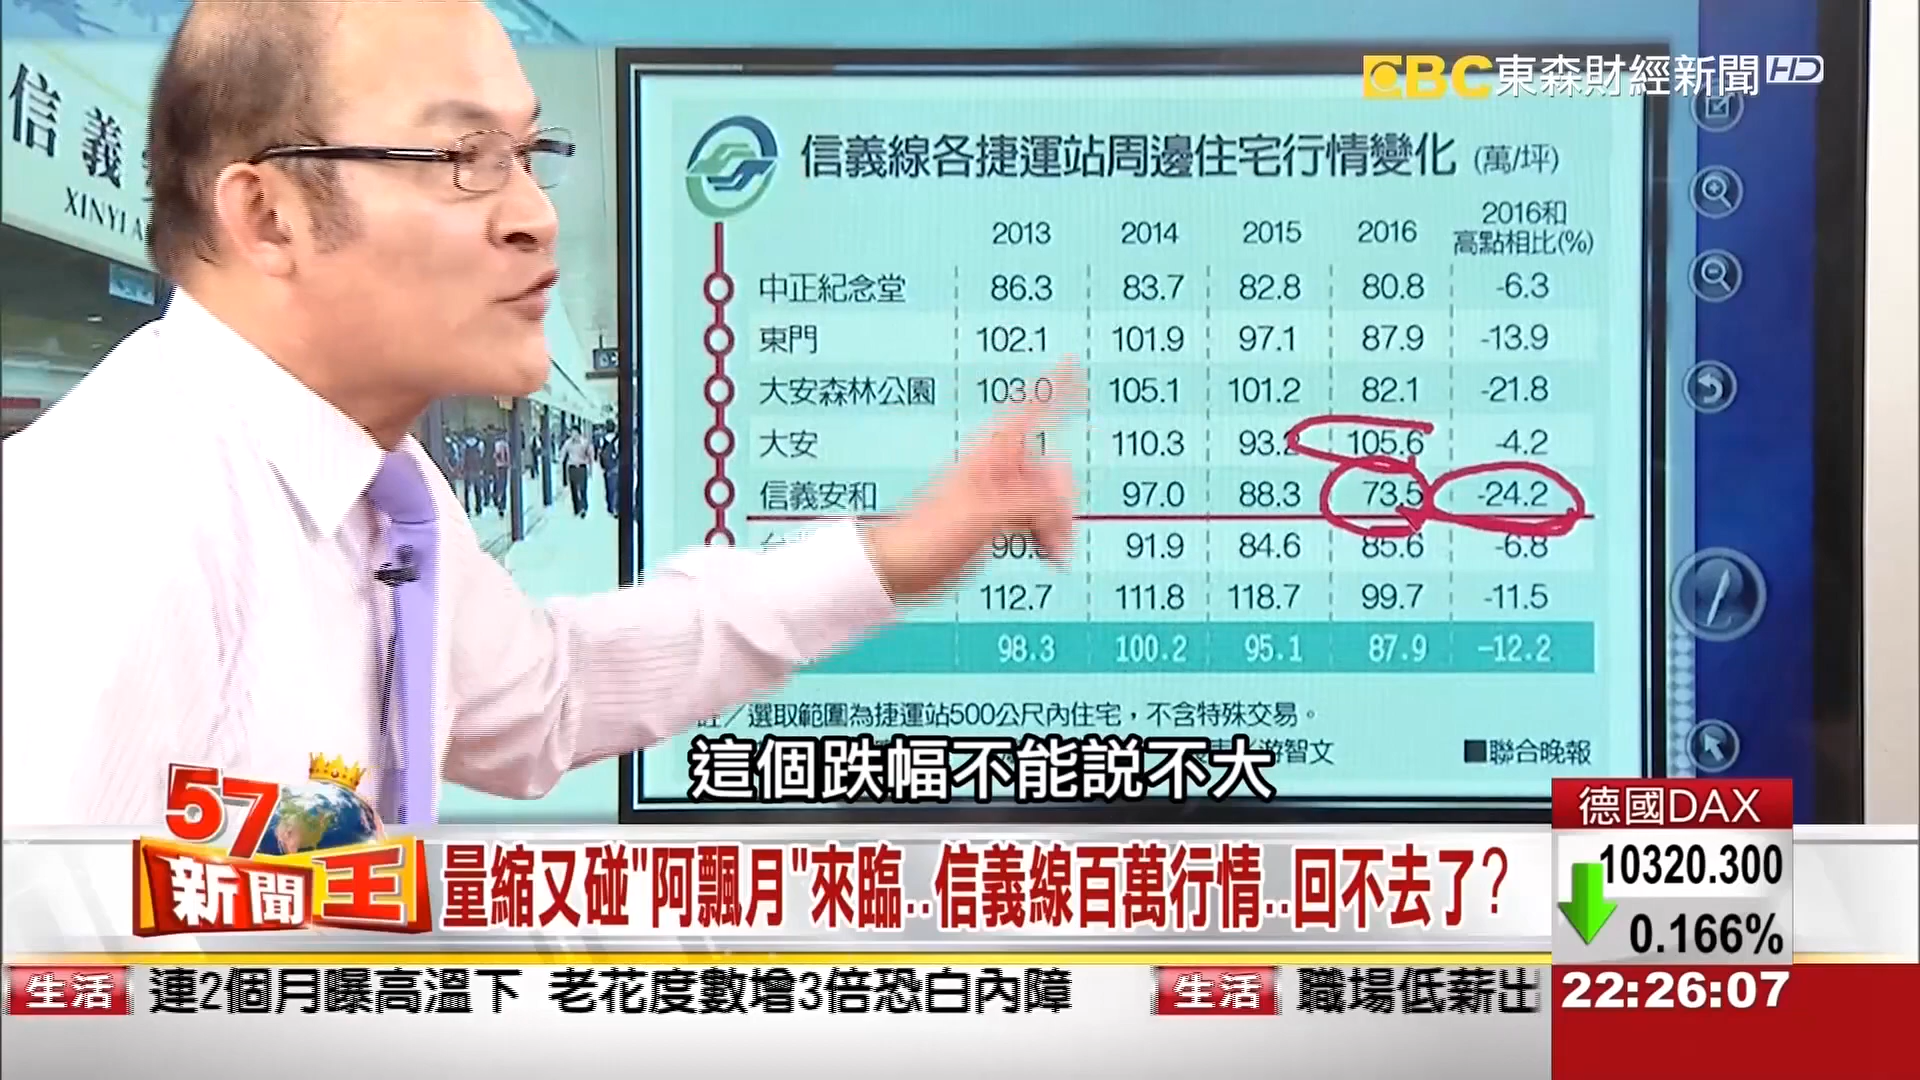 信義
XINYI
EBC東森財經新聞HD
信義線各捷運站周邊住宅行情變化 (萬/坪)
2013 2014 2015 2016 2016和高點相比(%)
中正紀念堂 86.3 83.7 82.8 80.8 -6.3
東門 102.1 101.9 97.1 87.9 -13.9
大安森林公園 103.0 105.1 101.2 82.1 -21.8
大安 110.3 93. 105.6 -4.2
信義安和 97.0 88.3 73.5 -24.2
90. 91.9 84.6 85.6 -6.8
112.7 111.8 118.7 99.7 -11.5
98.3 100.2 95.1 87.9 -12.2
註／選取範圍為捷運站500公尺內住宅，不含特殊交易。
游智文 ■聯合晚報
這個跌幅不能說不大
57新聞王
量縮又碰"阿飄月"來臨..信義線百萬行情..回不去了?
德國DAX
10320.300
0.166%
生活 連2個月曝高溫下 老花度數增3倍恐白內障 生活 職場低薪出
22:26:07